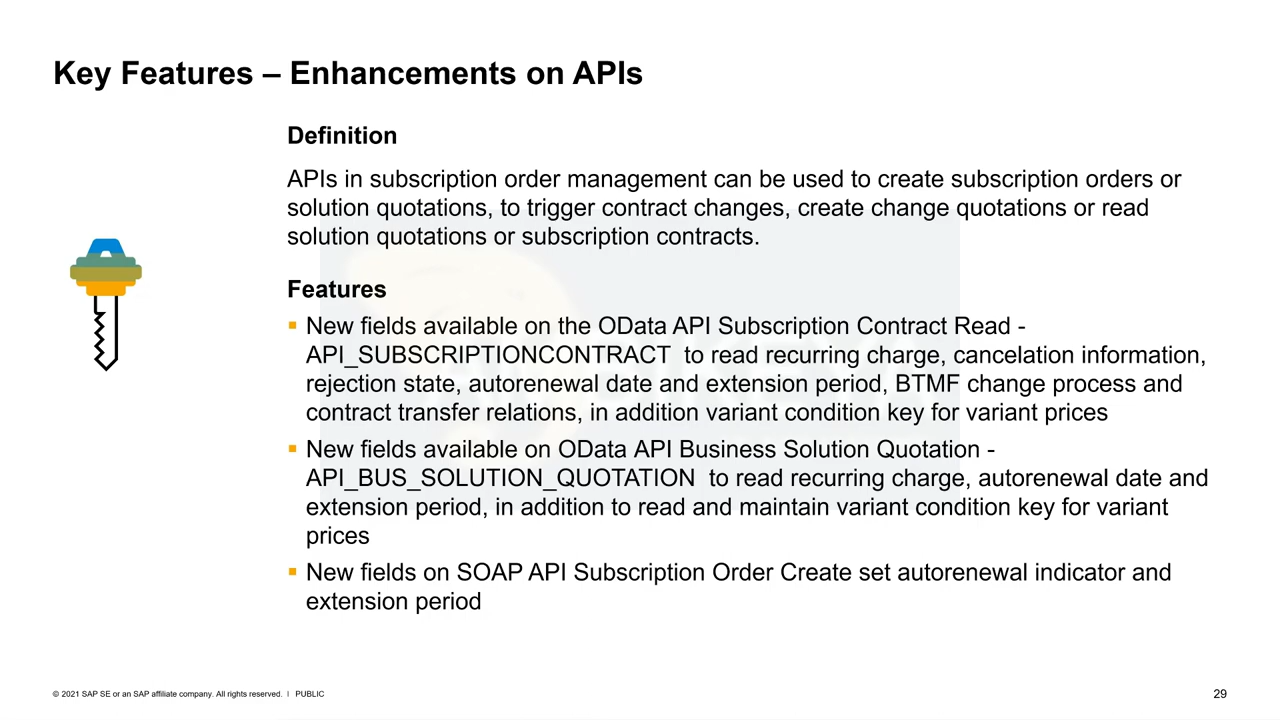 Key Features – Enhancements on APIs
Definition
APIs in subscription order management can be used to create subscription orders or
solution quotations, to trigger contract changes, create change quotations or read
solution quotations or subscription contracts.
Features
▪ New fields available on the OData API Subscription Contract Read -
API_SUBSCRIPTIONCONTRACT to read recurring charge, cancelation information,
rejection state, autorenewal date and extension period, BTMF change process and
contract transfer relations, in addition variant condition key for variant prices
▪ New fields available on OData API Business Solution Quotation -
API_BUS_SOLUTION_QUOTATION to read recurring charge, autorenewal date and
extension period, in addition to read and maintain variant condition key for variant
prices
▪ New fields on SOAP API Subscription Order Create set autorenewal indicator and
extension period
© 2021 SAP SE or an SAP affiliate company. All rights reserved. | PUBLIC
29